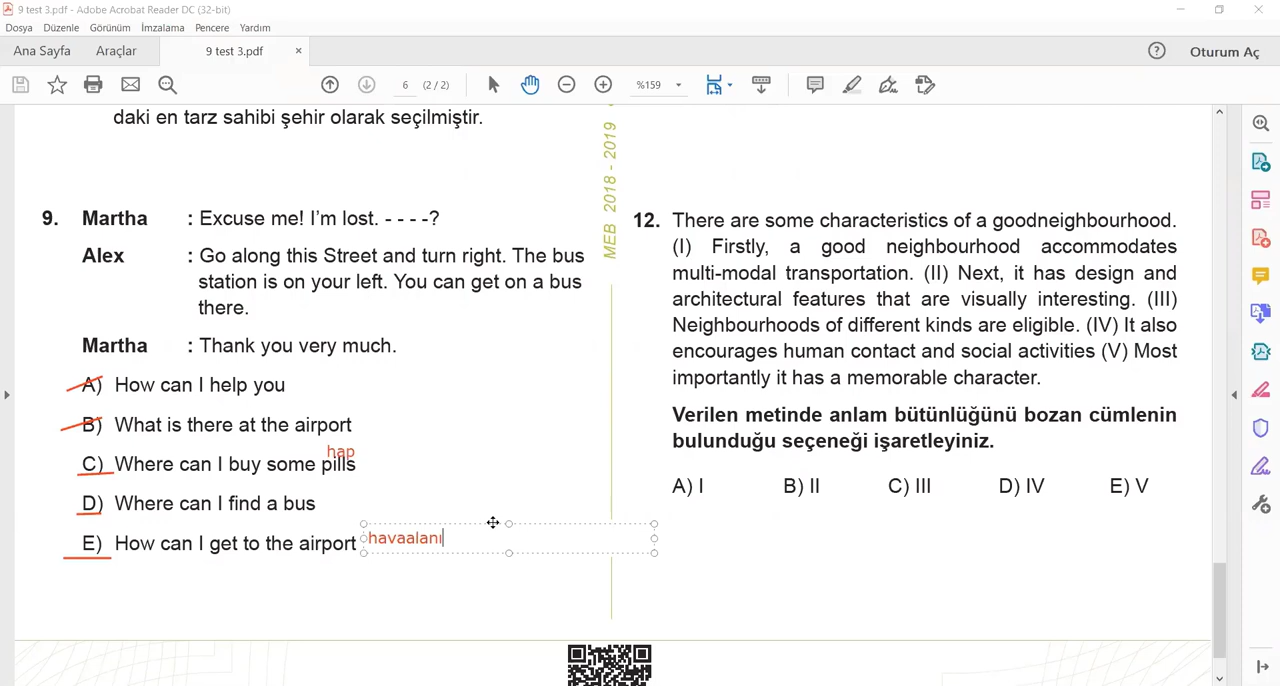 9 test 3.pdf - Adobe Acrobat Reader DC (32-bit)
Dosya Düzenle Görünüm İmzalama Pencere Yardım
Ana Sayfa Araçlar 9 test 3.pdf × Oturum Aç
6 (2 / 2) %159
daki en tarz sahibi şehir olarak seçilmiştir.
MEB 2018 - 2019
9. Martha : Excuse me! I'm lost. - - - -?
Alex : Go along this Street and turn right. The bus
station is on your left. You can get on a bus
there.
Martha : Thank you very much.
A) How can I help you
B) What is there at the airport
hap
C) Where can I buy some pills
D) Where can I find a bus
E) How can I get to the airport havaalanı
12. There are some characteristics of a goodneighbourhood.
(I) Firstly, a good neighbourhood accommodates
multi-modal transportation. (II) Next, it has design and
architectural features that are visually interesting. (III)
Neighbourhoods of different kinds are eligible. (IV) It also
encourages human contact and social activities (V) Most
importantly it has a memorable character.
Verilen metinde anlam bütünlüğünü bozan cümlenin
bulunduğu seçeneği işaretleyiniz.
A) I B) II C) III D) IV E) V